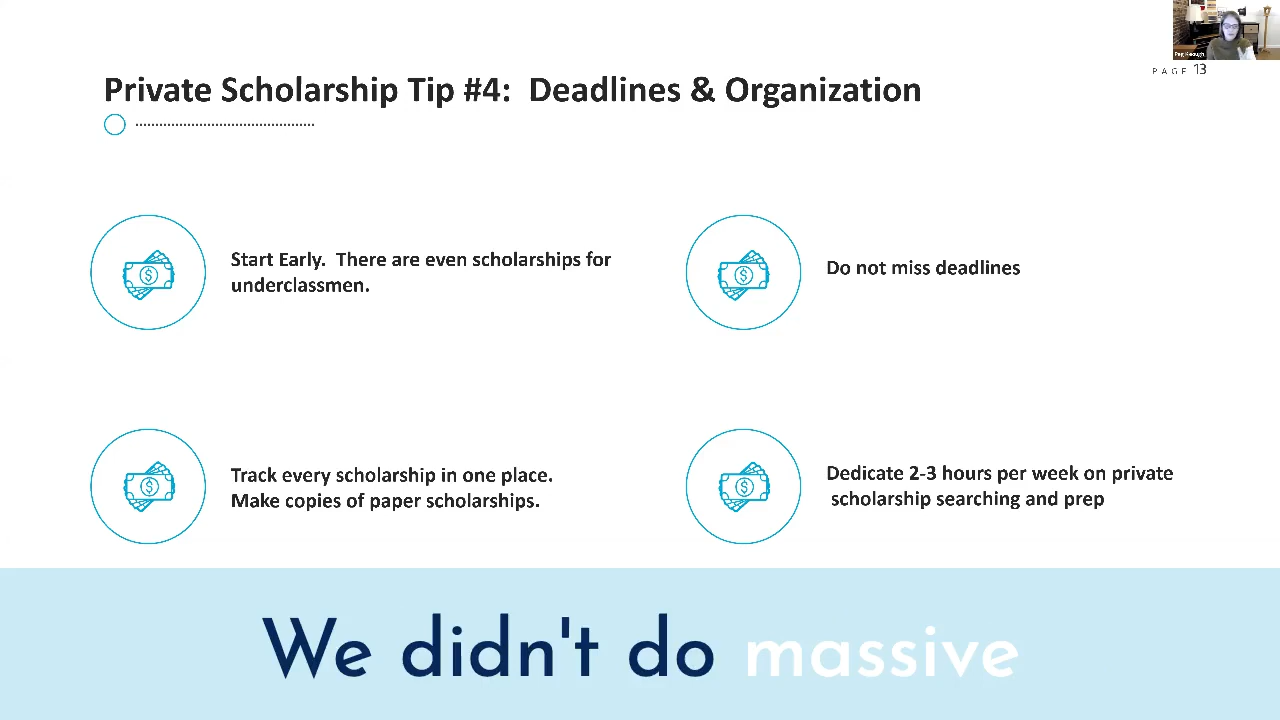 Peg Keough
PAGE 13
Private Scholarship Tip #4: Deadlines & Organization
Start Early. There are even scholarships for
underclassmen.
Do not miss deadlines
Track every scholarship in one place.
Make copies of paper scholarships.
Dedicate 2-3 hours per week on private
scholarship searching and prep
We didn't do massive